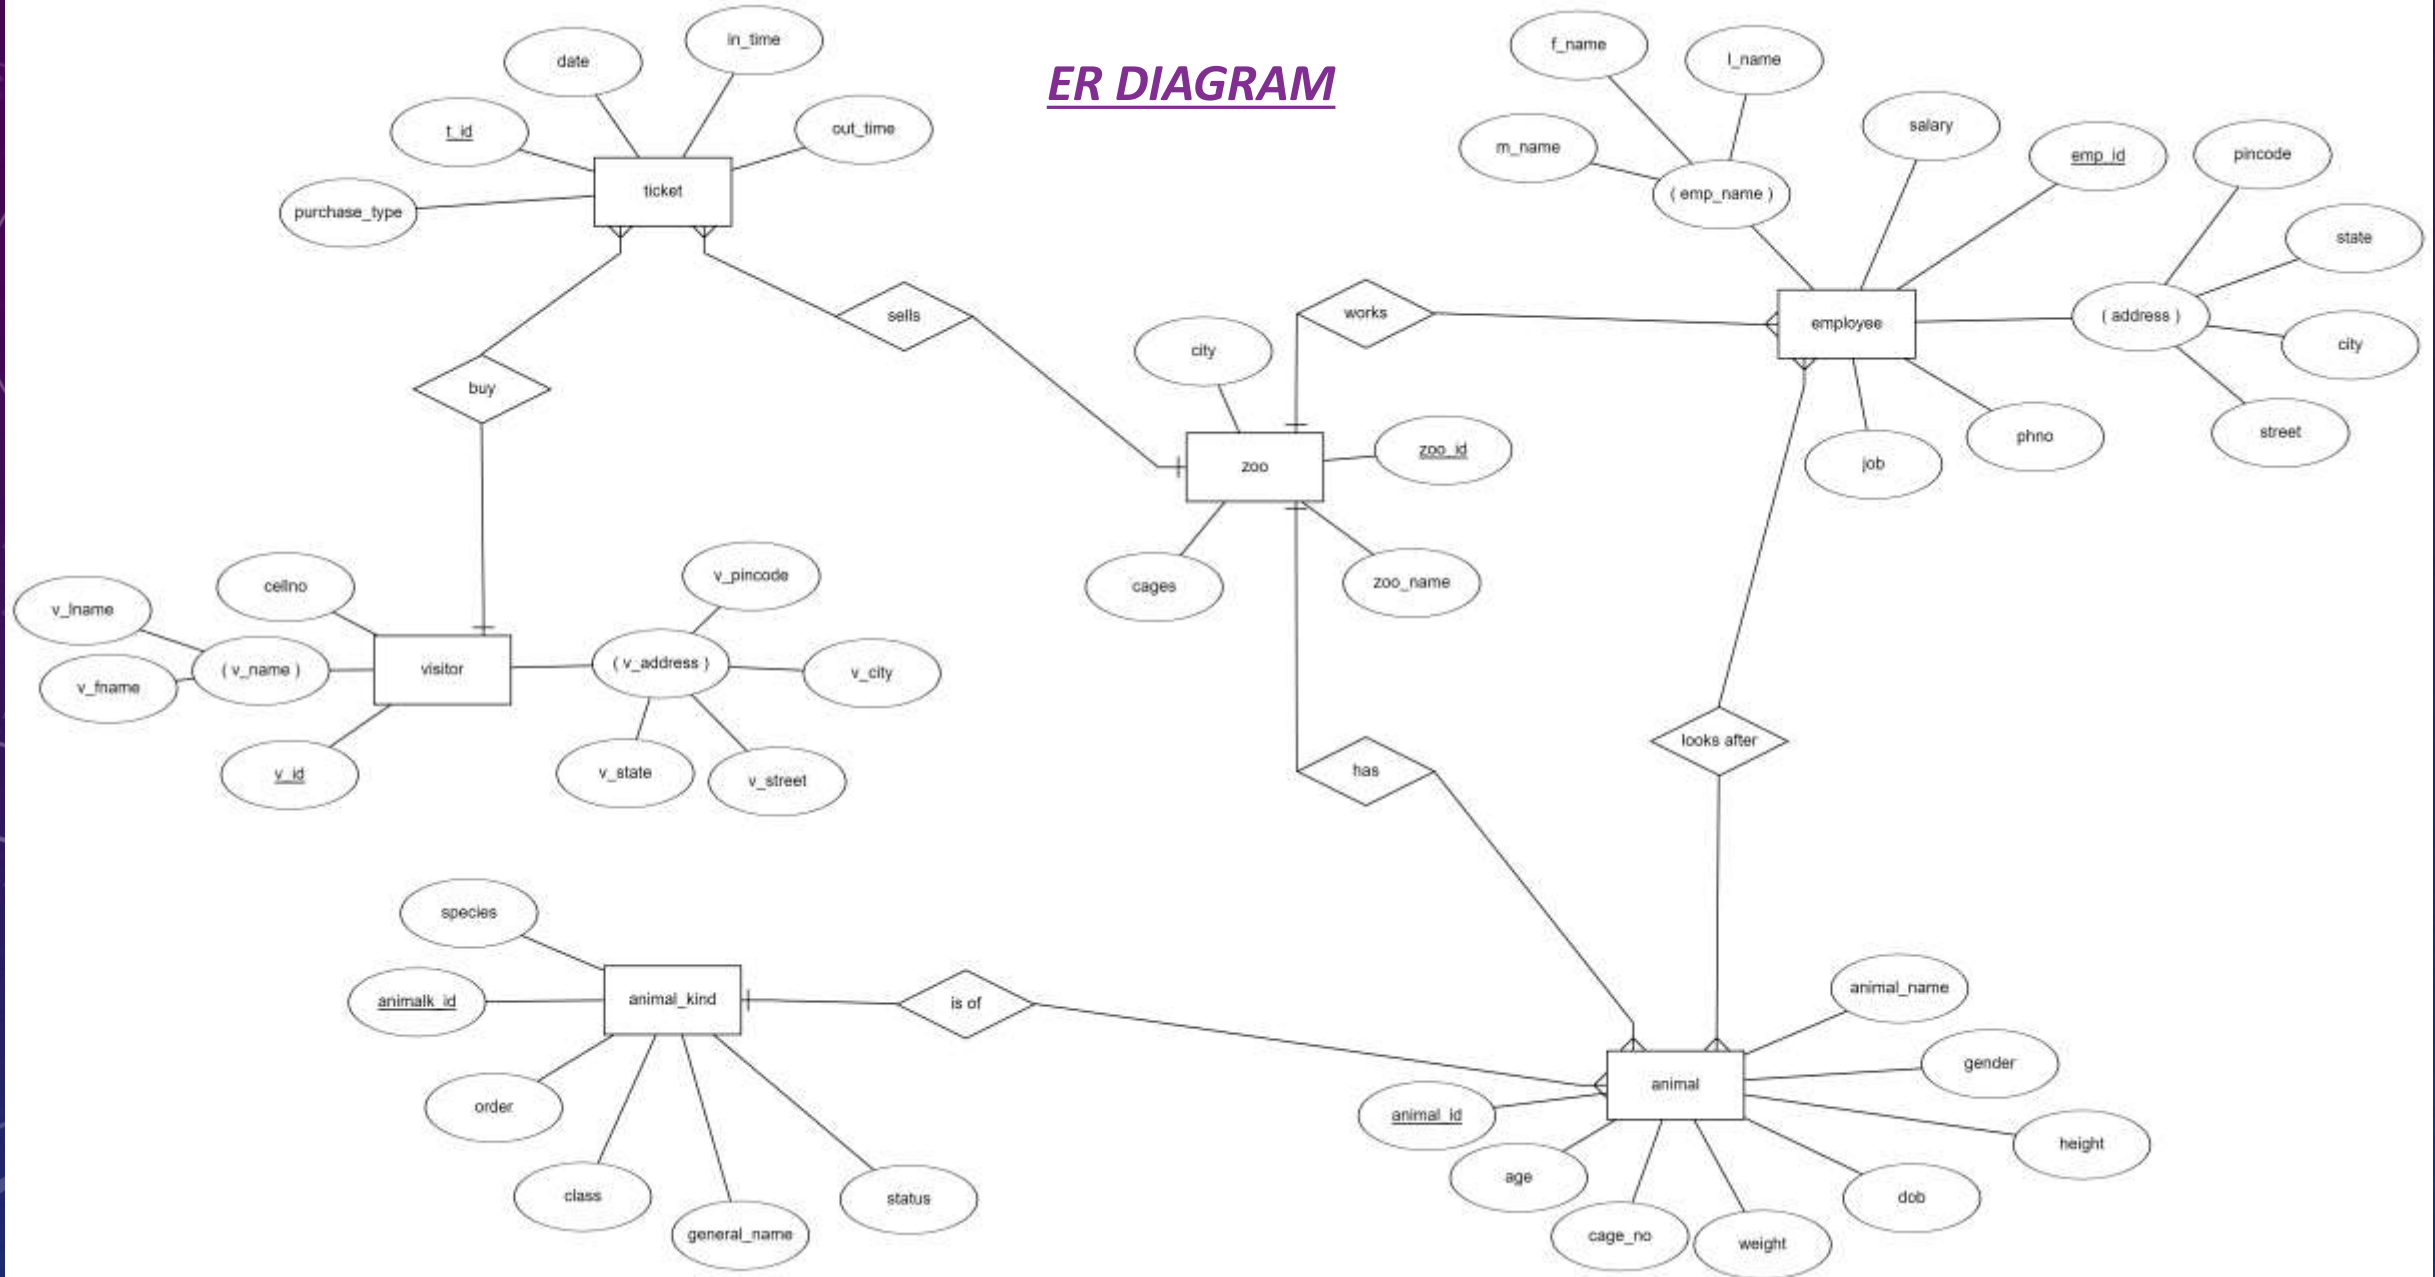 ER DIAGRAM
in_time
date
t_id
out_time
purchase_type
ticket
f_name
l_name
m_name
( emp_name )
salary
emp_id
pincode
state
( address )
city
street
employee
phno
job
works
sells
buy
city
zoo
zoo_id
cages
zoo_name
cellno
v_lname
( v_name )
v_fname
visitor
v_id
v_pincode
( v_address )
v_city
v_state
v_street
has
looks after
species
animalk_id
animal_kind
order
class
general_name
status
is of
animal
animal_name
gender
height
dob
weight
cage_no
age
animal_id